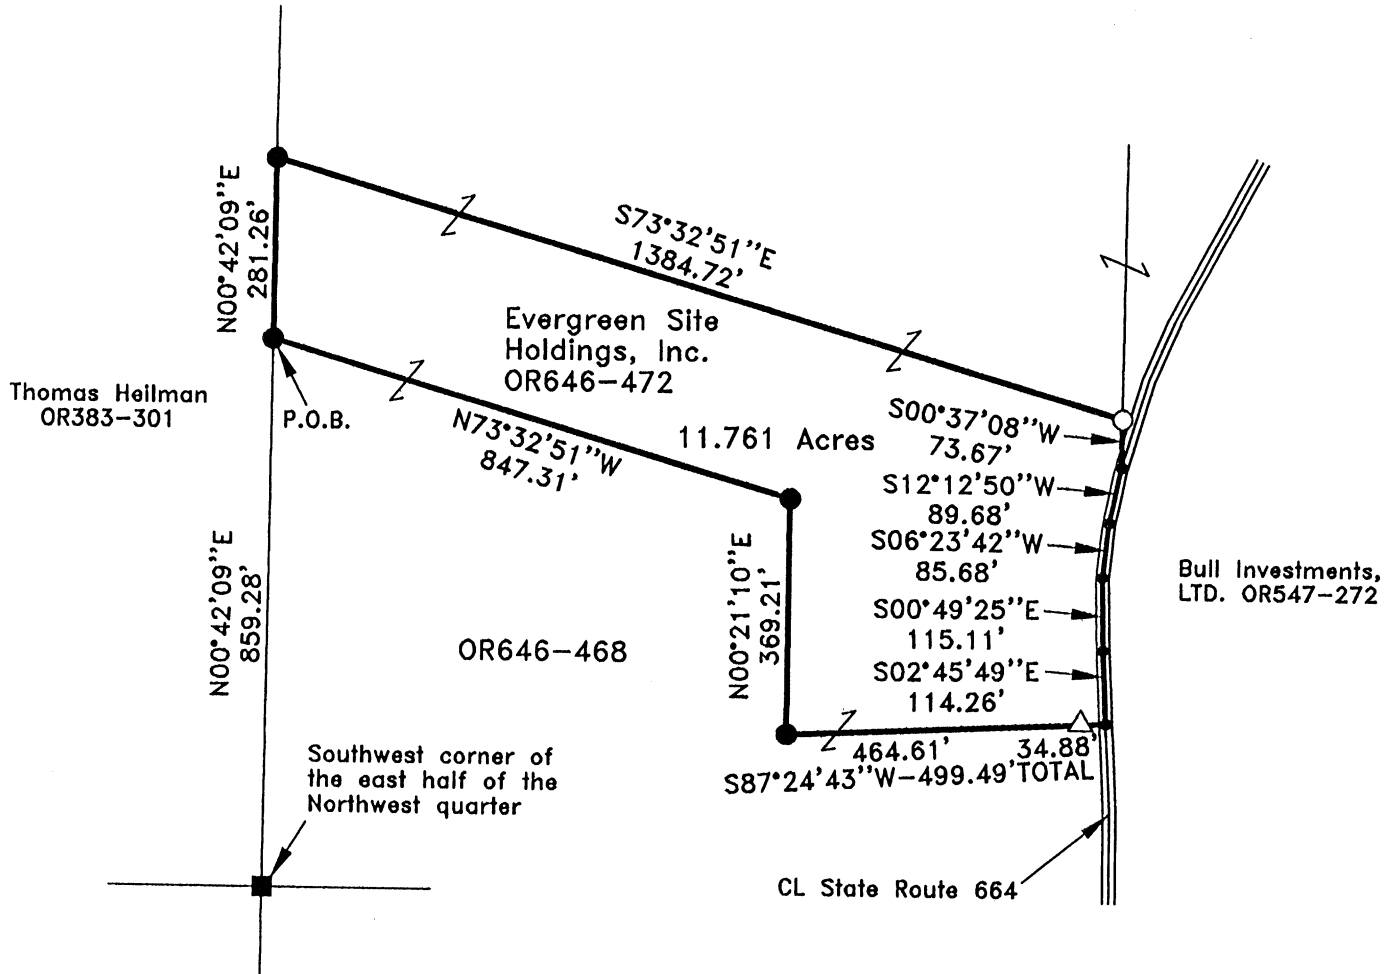 N00°42'09"E
281.26'
S73°32'51"E
1384.72'
Evergreen Site
Holdings, Inc.
OR646-472
Thomas Heilman
OR383-301
P.O.B.
N73°32'51"W
847.31'
11.761 Acres
S00°37'08"W
73.67'
S12°12'50"W
89.68'
S06°23'42"W
85.68'
S00°49'25"E
115.11'
S02°45'49"E
114.26'
Bull Investments,
LTD. OR547-272
N00°42'09"E
859.28'
OR646-468
N00°21'10"E
369.21'
464.61' 34.88'
S87°24'43"W-499.49'TOTAL
Southwest corner of
the east half of the
Northwest quarter
CL State Route 664